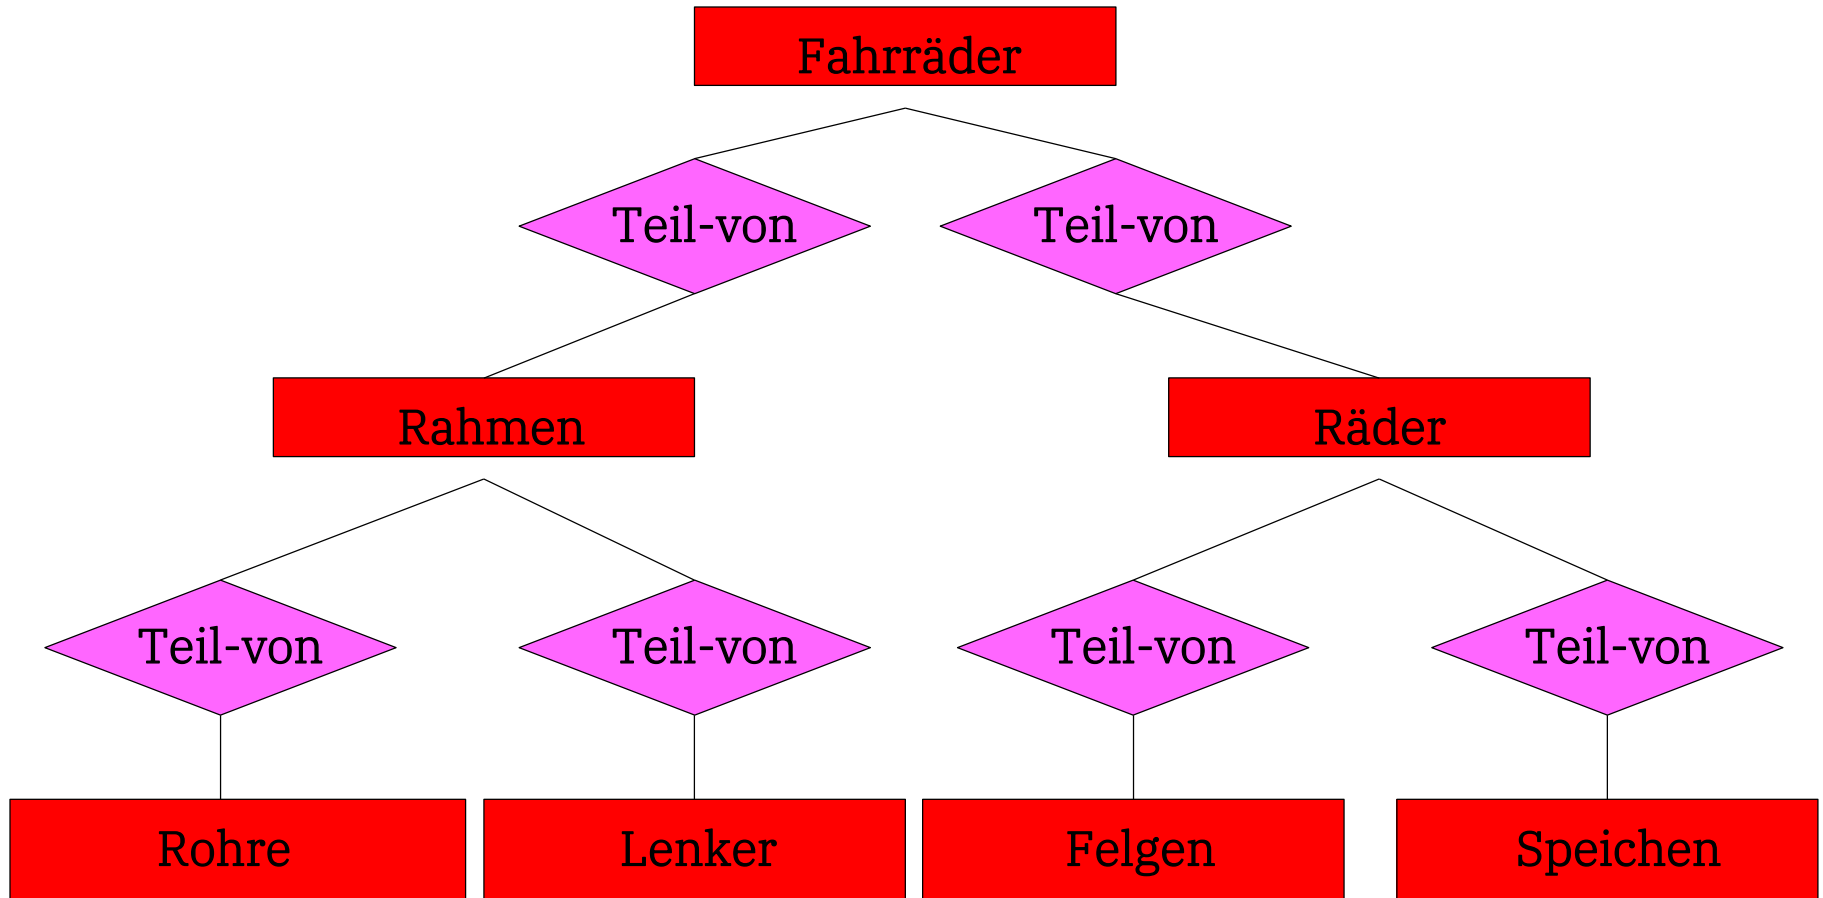 Fahrräder
Teil-von Teil-von
Rahmen Räder
Teil-von Teil-von Teil-von Teil-von
Rohre Lenker Felgen Speichen